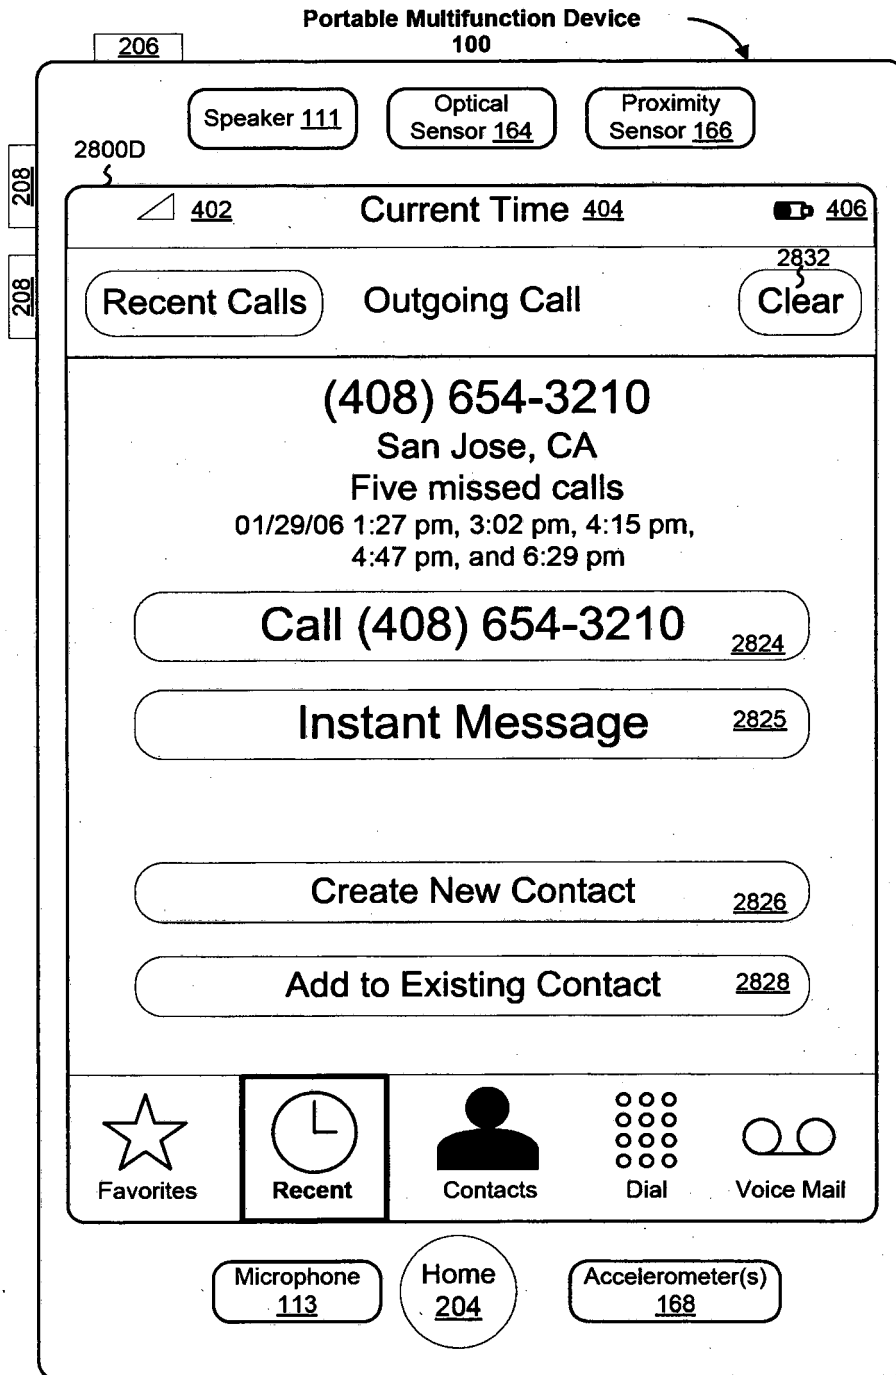 Portable Multifunction Device
100
206
Speaker 111
Optical
Sensor 164
Proximity
Sensor 166
2800D
208
208
402
Current Time 404
406
Recent Calls
Outgoing Call
2832
Clear
(408) 654-3210
San Jose, CA
Five missed calls
01/29/06 1:27 pm, 3:02 pm, 4:15 pm,
4:47 pm, and 6:29 pm
Call (408) 654-3210
2824
Instant Message
2825
Create New Contact
2826
Add to Existing Contact
2828
Favorites
Recent
Contacts
Dial
Voice Mail
Microphone
113
Home
204
Accelerometer(s)
168